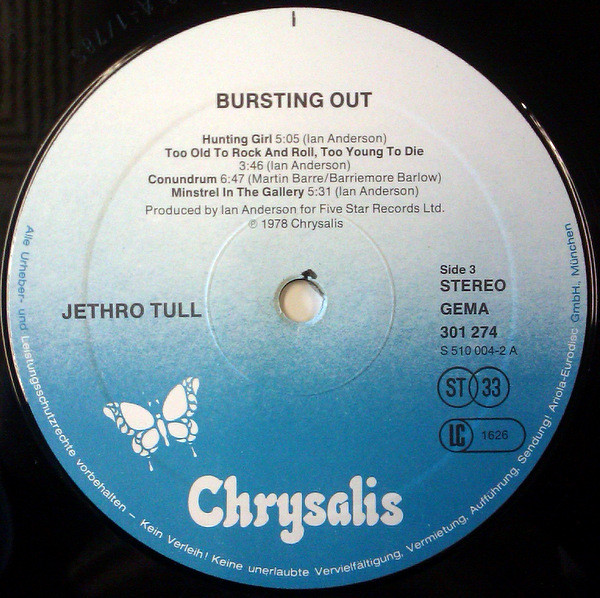 BURSTING OUT
Hunting Girl 5:05 (Ian Anderson)
Too Old To Rock And Roll, Too Young To Die
3:46 (Ian Anderson)
Conundrum 6:47 (Martin Barre/Barriemore Barlow)
Minstrel In The Gallery 5:31 (Ian Anderson)
Produced by Ian Anderson for Five Star Records Ltd.
℗ 1978 Chrysalis
JETHRO TULL
Side 3
STEREO
GEMA
301 274
S 510 004-2 A
ST 33
LC 1626
Chrysalis
Alle Urheber- und Leistungsschutzrechte vorbehalten – Kein Verleih! Keine unerlaubte Vervielfältigung, Vermietung, Aufführung, Sendung! Ariola-Eurodisc GmbH., München